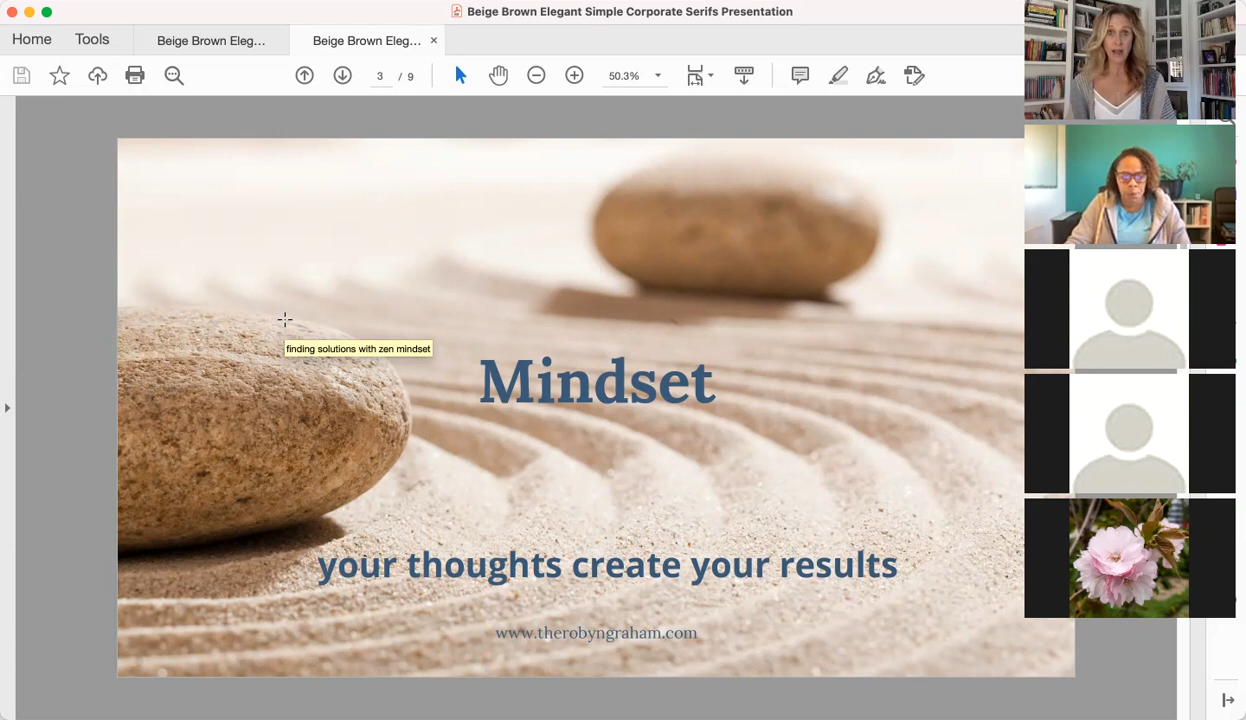 Beige Brown Elegant Simple Corporate Serifs Presentation
Home
Tools
Beige Brown Eleg...
Beige Brown Eleg...
×
3 / 9
50.3%
finding solutions with zen mindset
Mindset
your thoughts create your results
www.therobyngraham.com